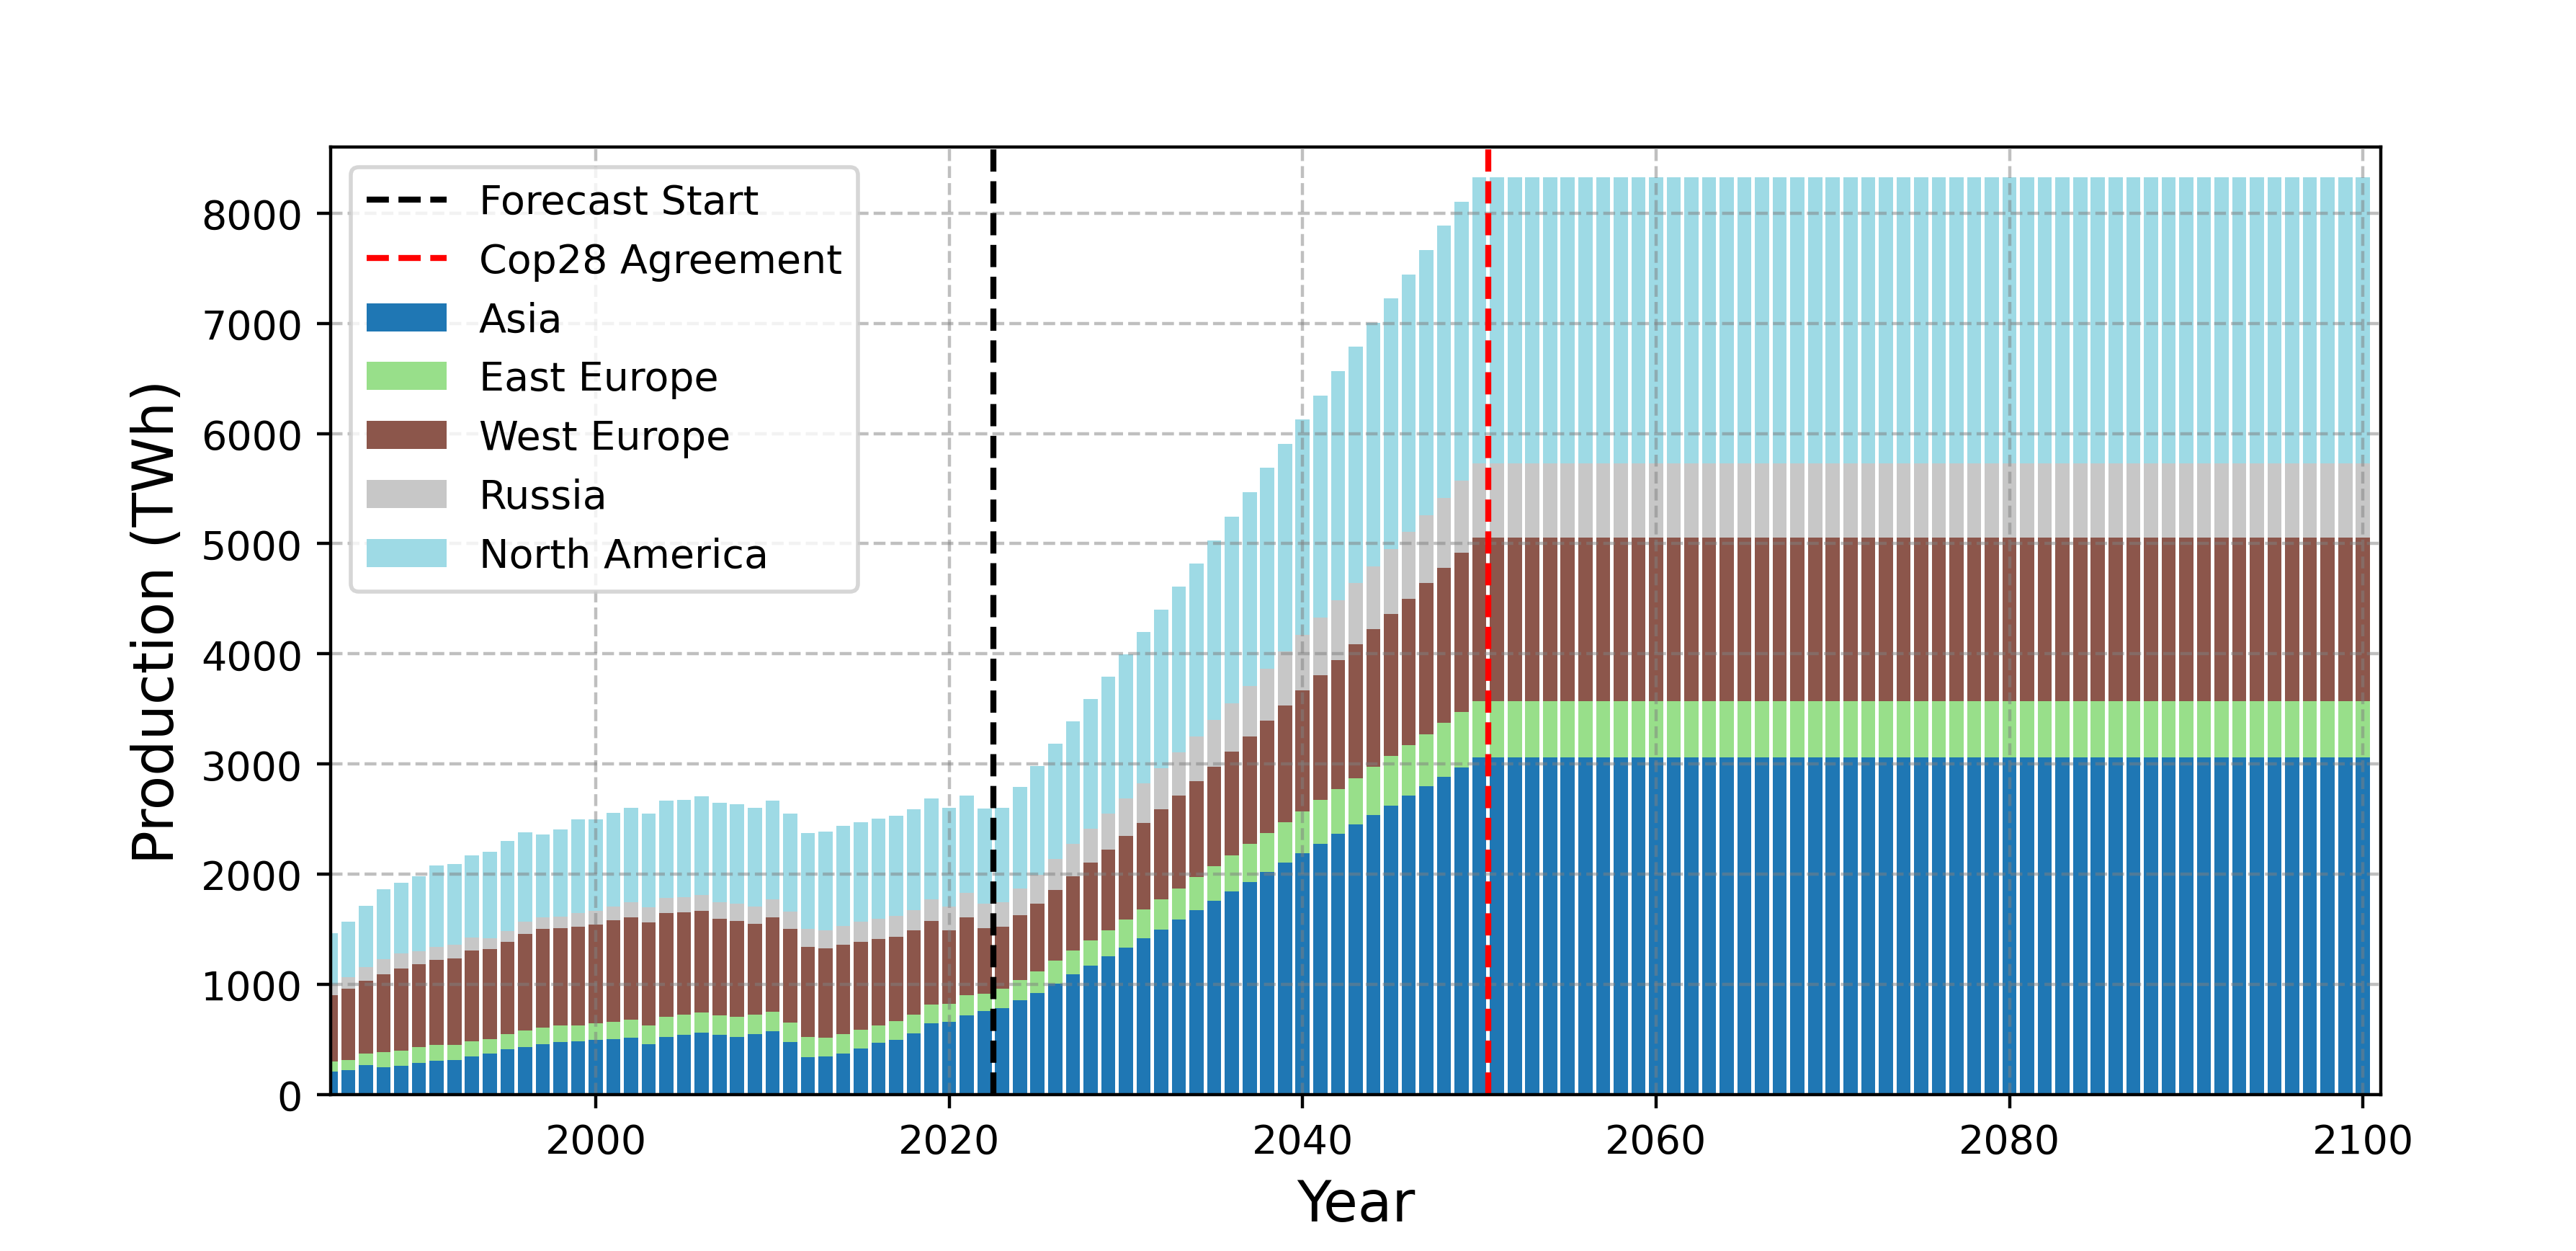 Forecast Start
Cop28 Agreement
Asia
East Europe
West Europe
Russia
North America
8000
7000
6000
5000
4000
3000
2000
1000
0
Production (TWh)
2000 2020 2040 2060 2080 2100
Year